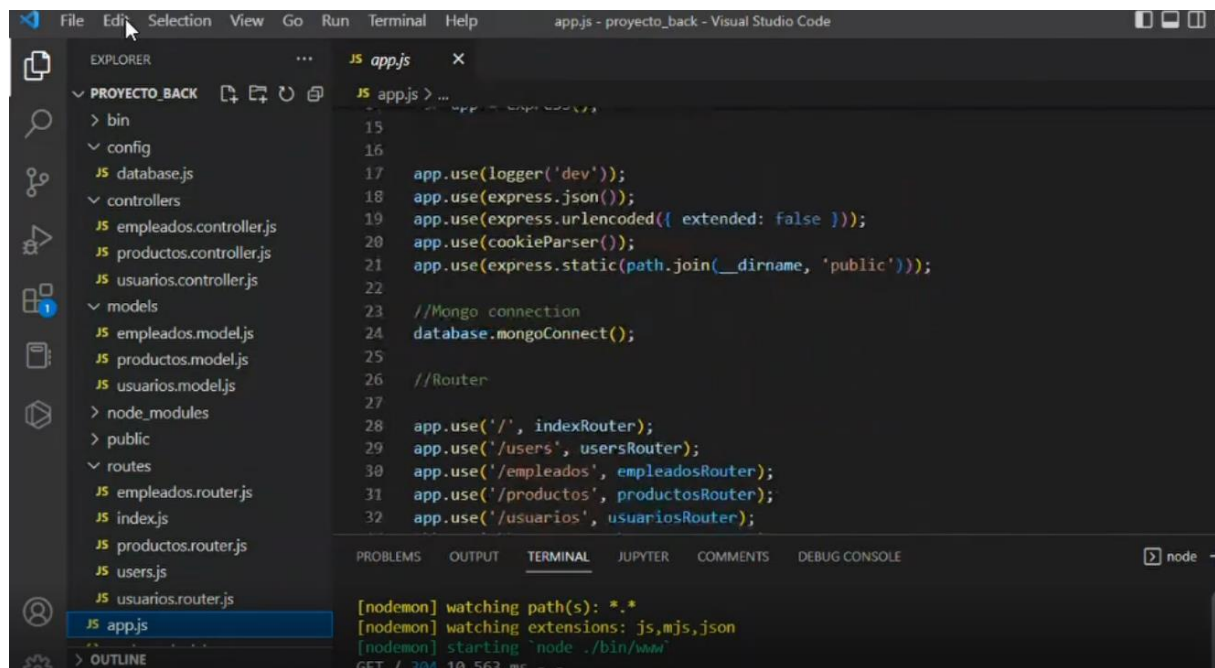 File Edit Selection View Go Run Terminal Help app.js - proyecto_back - Visual Studio Code
EXPLORER ...
PROYECTO_BACK
> bin
config
JS database.js
controllers
JS empleados.controller.js
JS productos.controller.js
JS usuarios.controller.js
models
JS empleados.model.js
JS productos.model.js
JS usuarios.model.js
> node_modules
> public
routes
JS empleados.router.js
JS index.js
JS productos.router.js
JS users.js
JS usuarios.router.js
JS app.js
> OUTLINE
1
JS app.js ×
JS app.js > ...
15
16
17 app.use(logger('dev'));
18 app.use(express.json());
19 app.use(express.urlencoded({ extended: false }));
20 app.use(cookieParser());
21 app.use(express.static(path.join(__dirname, 'public')));
22
23 //Mongo connection
24 database.mongoConnect();
25
26 //Router
27
28 app.use('/', indexRouter);
29 app.use('/users', usersRouter);
30 app.use('/empleados', empleadosRouter);
31 app.use('/productos', productosRouter);
32 app.use('/usuarios', usuariosRouter);
PROBLEMS OUTPUT TERMINAL JUPYTER COMMENTS DEBUG CONSOLE node
[nodemon] watching path(s): *.*
[nodemon] watching extensions: js,mjs,json
[nodemon] starting `node ./bin/www`
GET / 304 10.563 ms